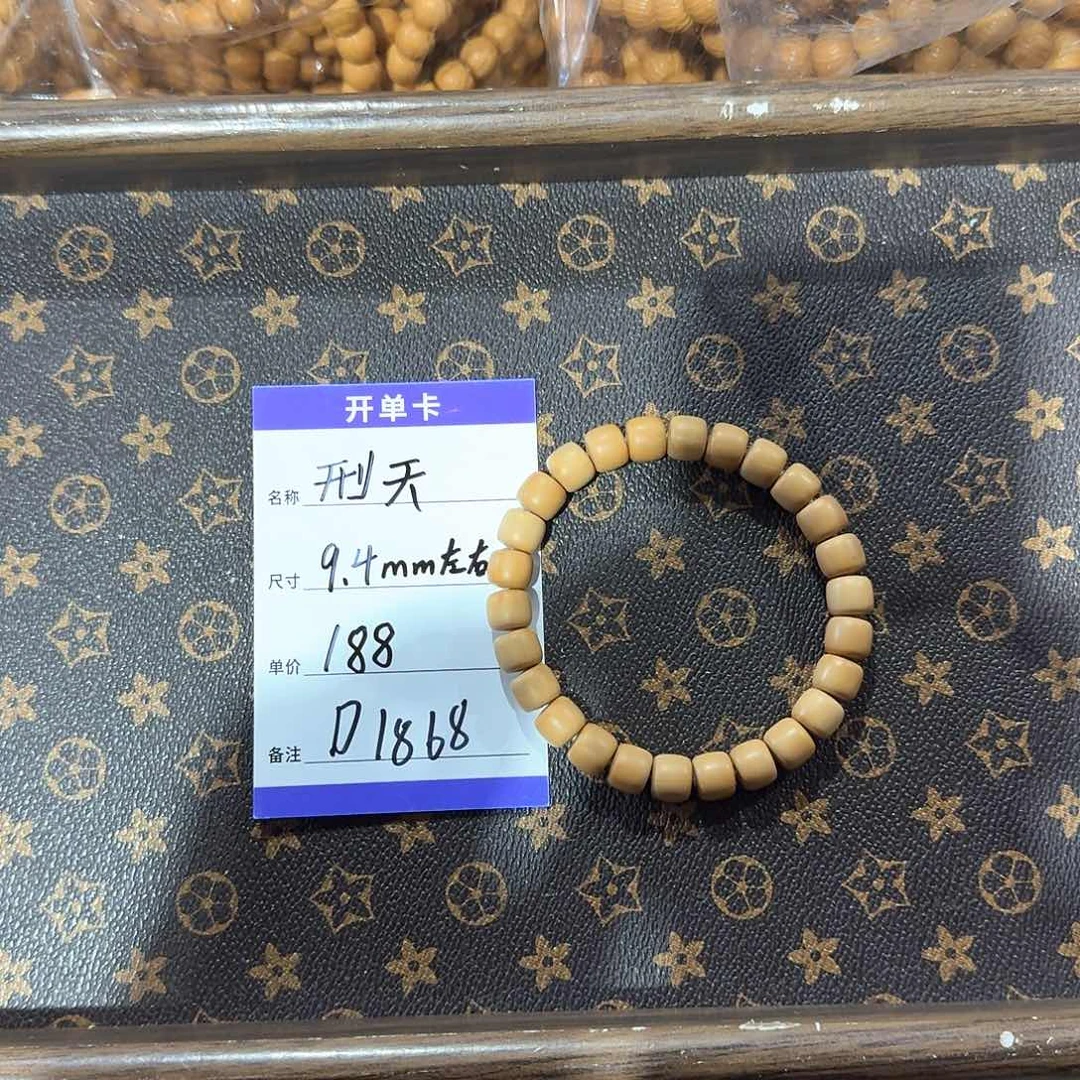 开单卡
名称 刑天
尺寸 9.4mm左右
单价 188
备注 D1868